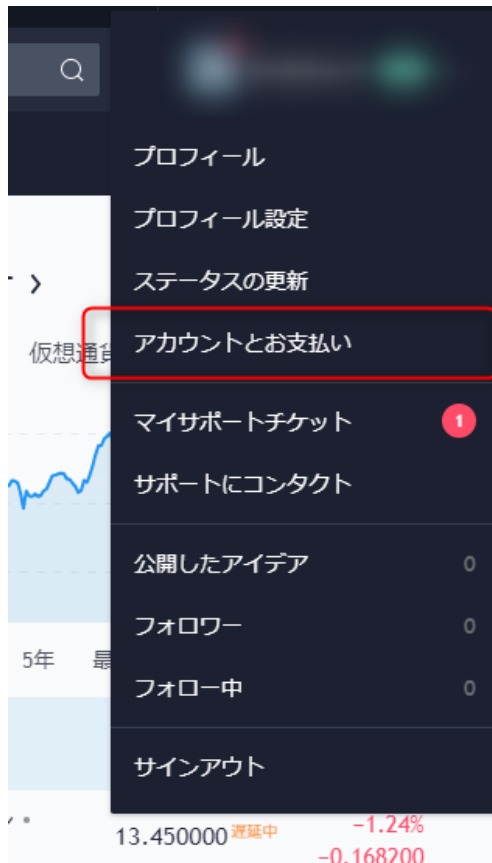 プロフィール
プロフィール設定
ステータスの更新
仮想通貨
アカウントとお支払い
マイサポートチケット 1
サポートにコンタクト
公開したアイデア 0
フォロワー 0
5年
フォロー中 0
サインアウト
13.450000 遅延中 −1.24%
−0.168200